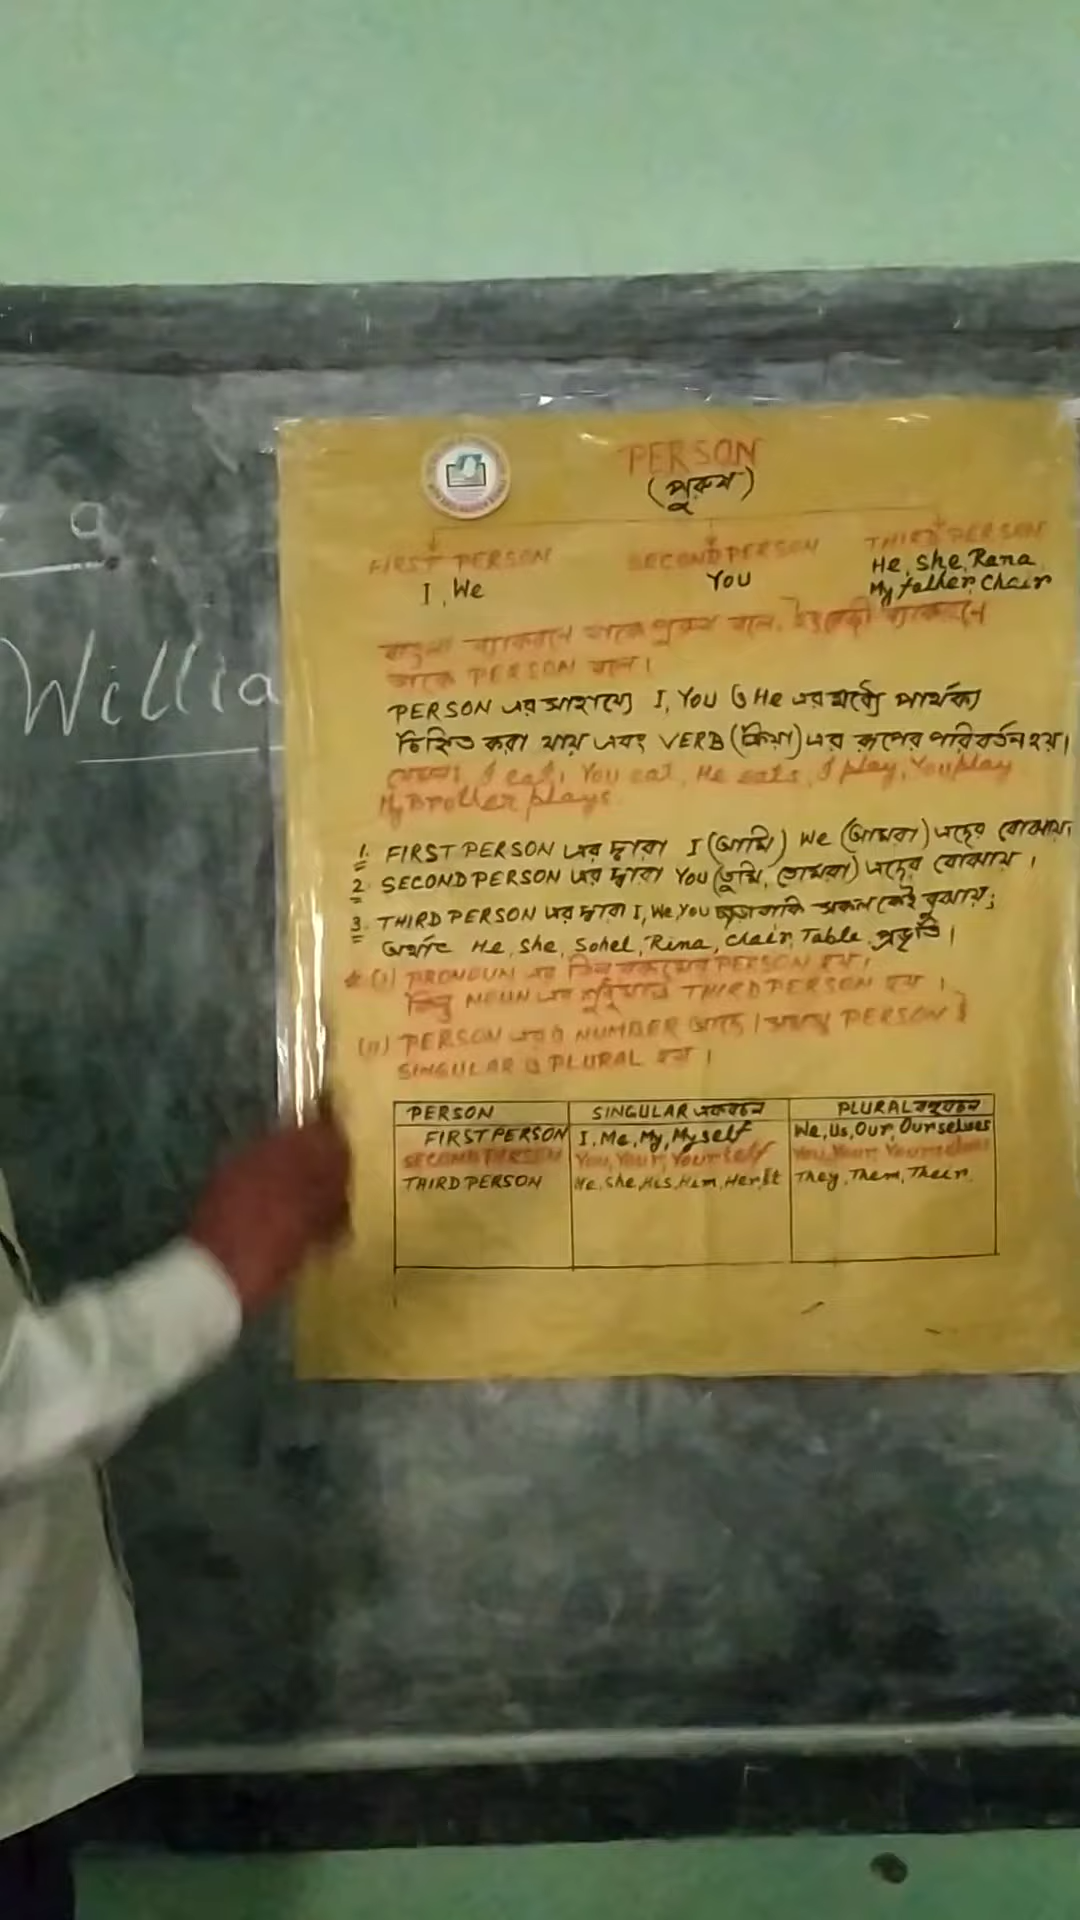 a
Willia
PERSON
(পুরুষ)
FIRST PERSON SECOND PERSON THIRD PERSON
I, We You He, She, Rena
My father, Chair
বাংলা ব্যাকরনে যাকে পুরুষ বলে, ইংরেজী ব্যাকরনে
তাকে PERSON বলে।
PERSON এর সাহায্যে I, You ও He এর মধ্যে পার্থক্য
চিহ্নিত করা যায় এবং VERB (ক্রিয়া) এর রূপের পরিবর্তন হয়।
যেমন: I eat, You eat, He eats, I play, You play
My Brother plays.
1. FIRST PERSON এর দ্বারা I (আমি) We (আমরা) এদের বোঝায়।
2. SECOND PERSON এর দ্বারা You (তুমি, তোমরা) এদের বোঝায়।
3. THIRD PERSON এর দ্বারা I, We, You ছাড়া বাকি সকলকেই বুঝায়;
অর্থাৎ He, She, Sohel, Rina, Chair, Table প্রভৃতি।
* (i) PRONOUN এর তিন রকমের PERSON হয়।
কিন্তু NOUN এর শুধুমাত্র THIRD PERSON হয়।
(ii) PERSON এরও NUMBER আছে। PERSON ই
SINGULAR ও PLURAL হয়।
PERSON SINGULAR একবচন PLURAL বহুবচন
FIRST PERSON I, Me, My, Myself We, Us, Our, Ourselves
SECOND PERSON You, Your, Yourself You, Your, Yourselves
THIRD PERSON He, She, His, Him, Her, It They, Them, Their